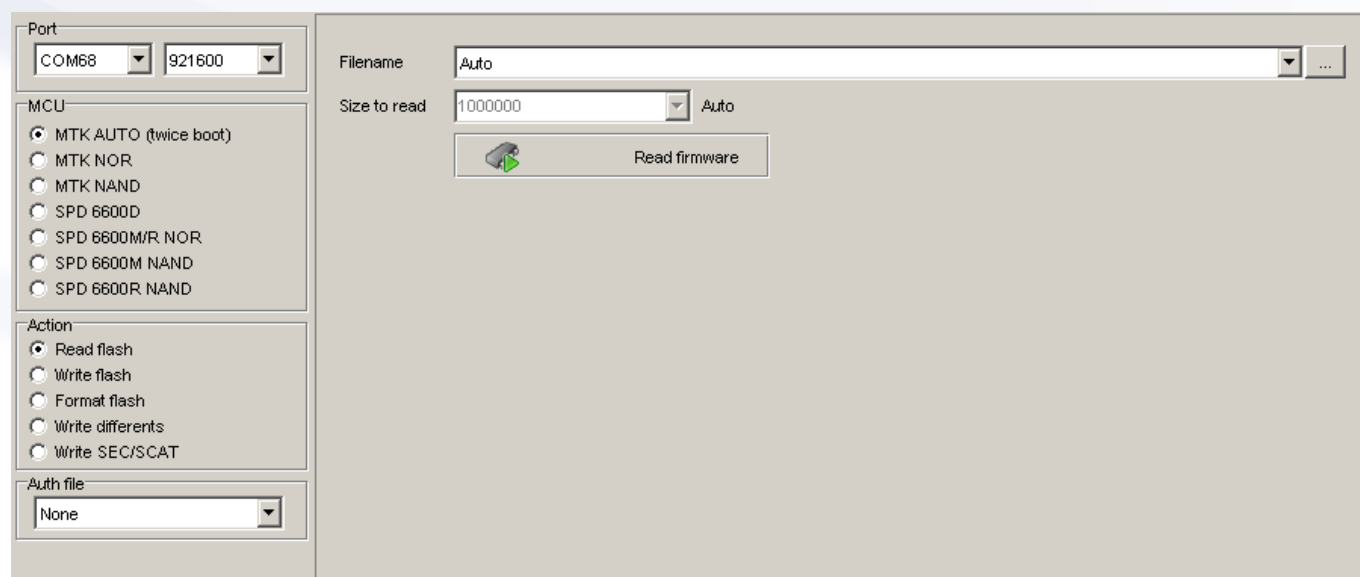 Port
COM68 921600
MCU
MTK AUTO (twice boot)
MTK NOR
MTK NAND
SPD 6600D
SPD 6600M/R NOR
SPD 6600M NAND
SPD 6600R NAND
Action
Read flash
Write flash
Format flash
Write differents
Write SEC/SCAT
Auth file
None
Filename Auto ...
Size to read 1000000 Auto
Read firmware